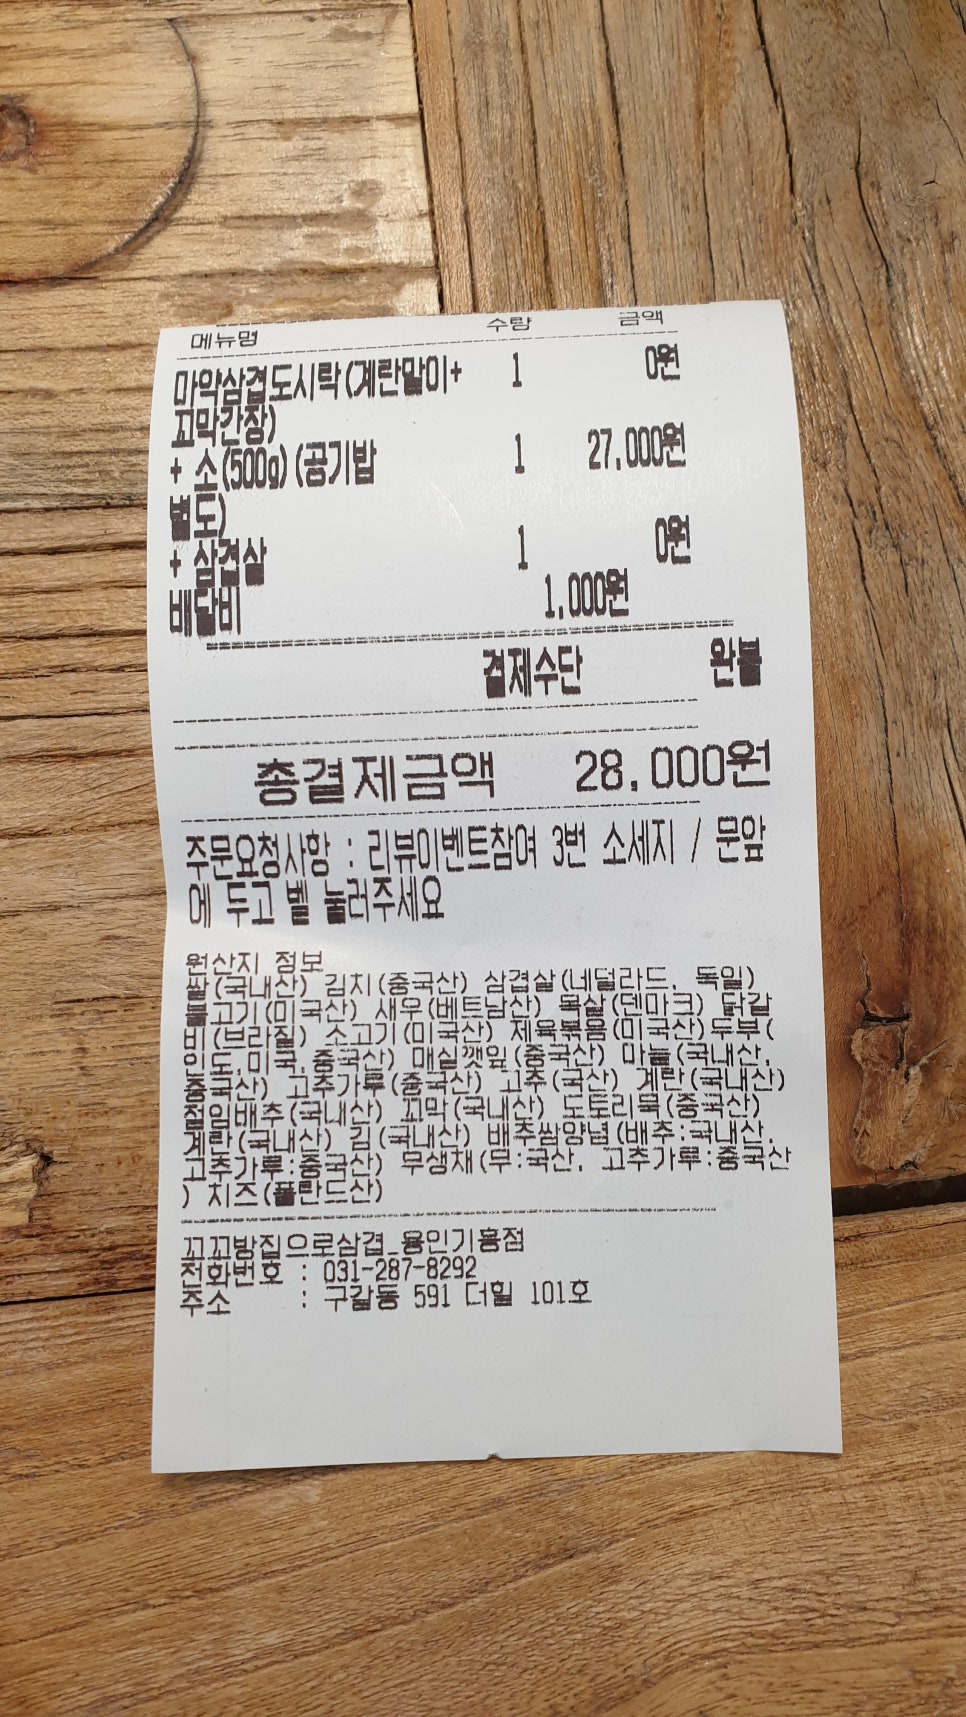 메뉴명 수량 금액
마약삼겹도시락(계란말이+ 1 0원
꼬막간장)
+ 소(500g)(공기밥 1 27,000원
별도)
+ 삼겹살 1 0원
배달비 1,000원
결제수단 완불
총결제금액 28,000원
주문요청사항 : 리뷰이벤트참여 3번 소세지 / 문앞
에 두고 벨 눌러주세요
원산지 정보
쌀(국내산) 김치(중국산) 삼겹살(네덜라드, 독일)
불고기(미국산) 새우(베트남산) 목살(덴마크) 닭갈
비(브라질) 소고기(미국산) 제육볶음(미국산)두부(
인도,미국,중국산) 매실깻잎(중국산) 마늘(국내산,
중국산) 고추가루(중국산) 고추(국산) 계란(국내산)
절임배추(국내산) 꼬막(국내산) 도토리묵(중국산)
계란(국내산) 김(국내산) 배추쌈양념(배추:국내산,
고추가루:중국산) 무생채(무:국산, 고추가루:중국산
) 치즈(폴란드산)
꼬꼬방집으로삼겹_용인기흥점
전화번호 : 031-287-8292
주소 : 구갈동 591 더힐 101호